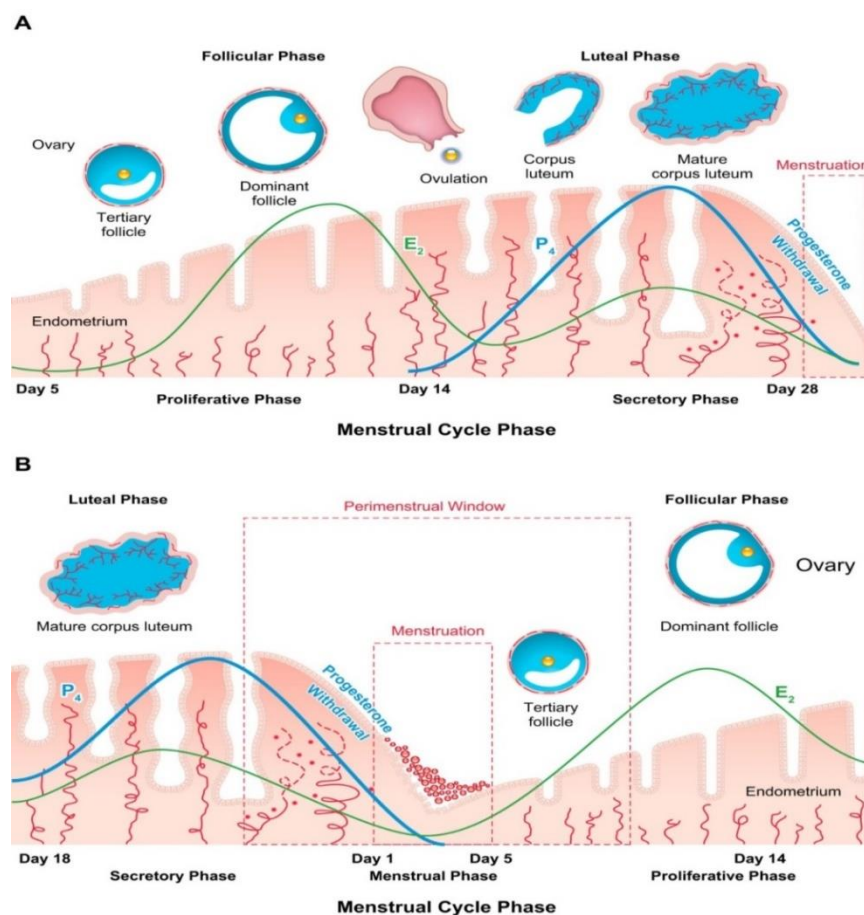 A
Follicular Phase
Luteal Phase
Ovary
Tertiary
follicle
Dominant
follicle
Ovulation
Corpus
luteum
Mature
corpus luteum
Menstruation
E2
P4
Progesterone
Withdrawal
Endometrium
Day 5
Day 14
Day 28
Proliferative Phase
Secretory Phase
Menstrual Cycle Phase
B
Luteal Phase
Perimenstrual Window
Follicular Phase
Ovary
Mature corpus luteum
Menstruation
Dominant follicle
Tertiary
follicle
P4
Progesterone
Withdrawal
E2
Endometrium
Day 18
Day 1
Day 5
Day 14
Secretory Phase
Menstrual Phase
Proliferative Phase
Menstrual Cycle Phase